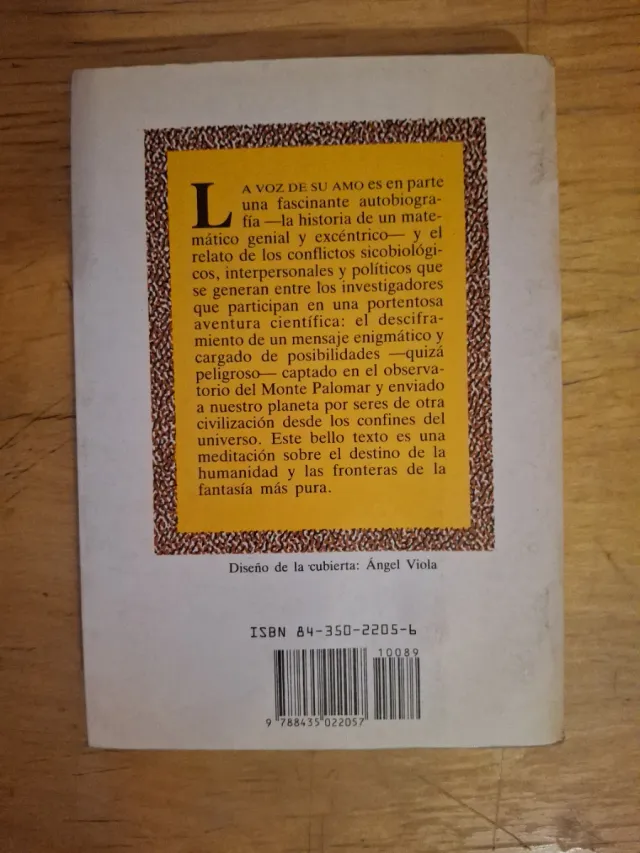 LA VOZ DE SU AMO es en parte
una fascinante autobiogra-
fía —la historia de un mate-
mático genial y excéntrico— y el
relato de los conflictos sicobiológi-
cos, interpersonales y políticos que
se generan entre los investigadores
que participan en una portentosa
aventura científica: el descifra-
miento de un mensaje enigmático y
cargado de posibilidades —quizá
peligroso— captado en el observa-
torio del Monte Palomar y enviado
a nuestro planeta por seres de otra
civilización desde los confines del
universo. Este bello texto es una
meditación sobre el destino de la
humanidad y las fronteras de la
fantasía más pura.
Diseño de la cubierta: Ángel Viola
ISBN 84-350-2205-6
10089
9 788435 022057